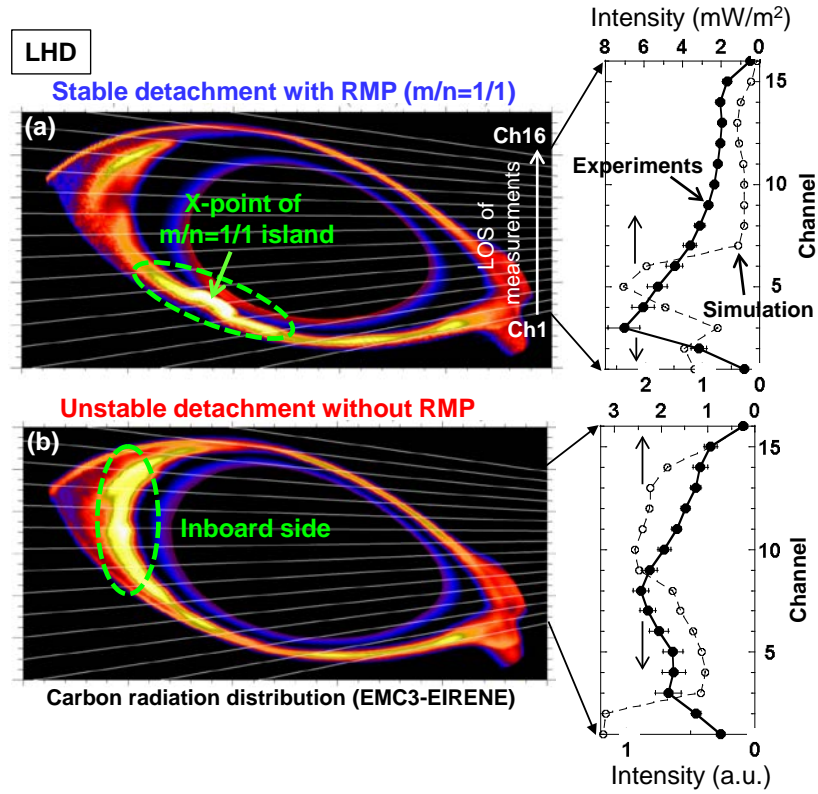 LHD
Stable detachment with RMP (m/n=1/1)
(a)
X-point of
m/n=1/1 island
Ch16
LOS of
measurements
Ch1
Intensity (mW/m²)
8 6 4 2 0
15
10
5
Channel
Experiments
Simulation
2 1 0
Unstable detachment without RMP
(b)
Inboard side
Carbon radiation distribution (EMC3-EIRENE)
3 2 1 0
15
10
5
Channel
1 0
Intensity (a.u.)